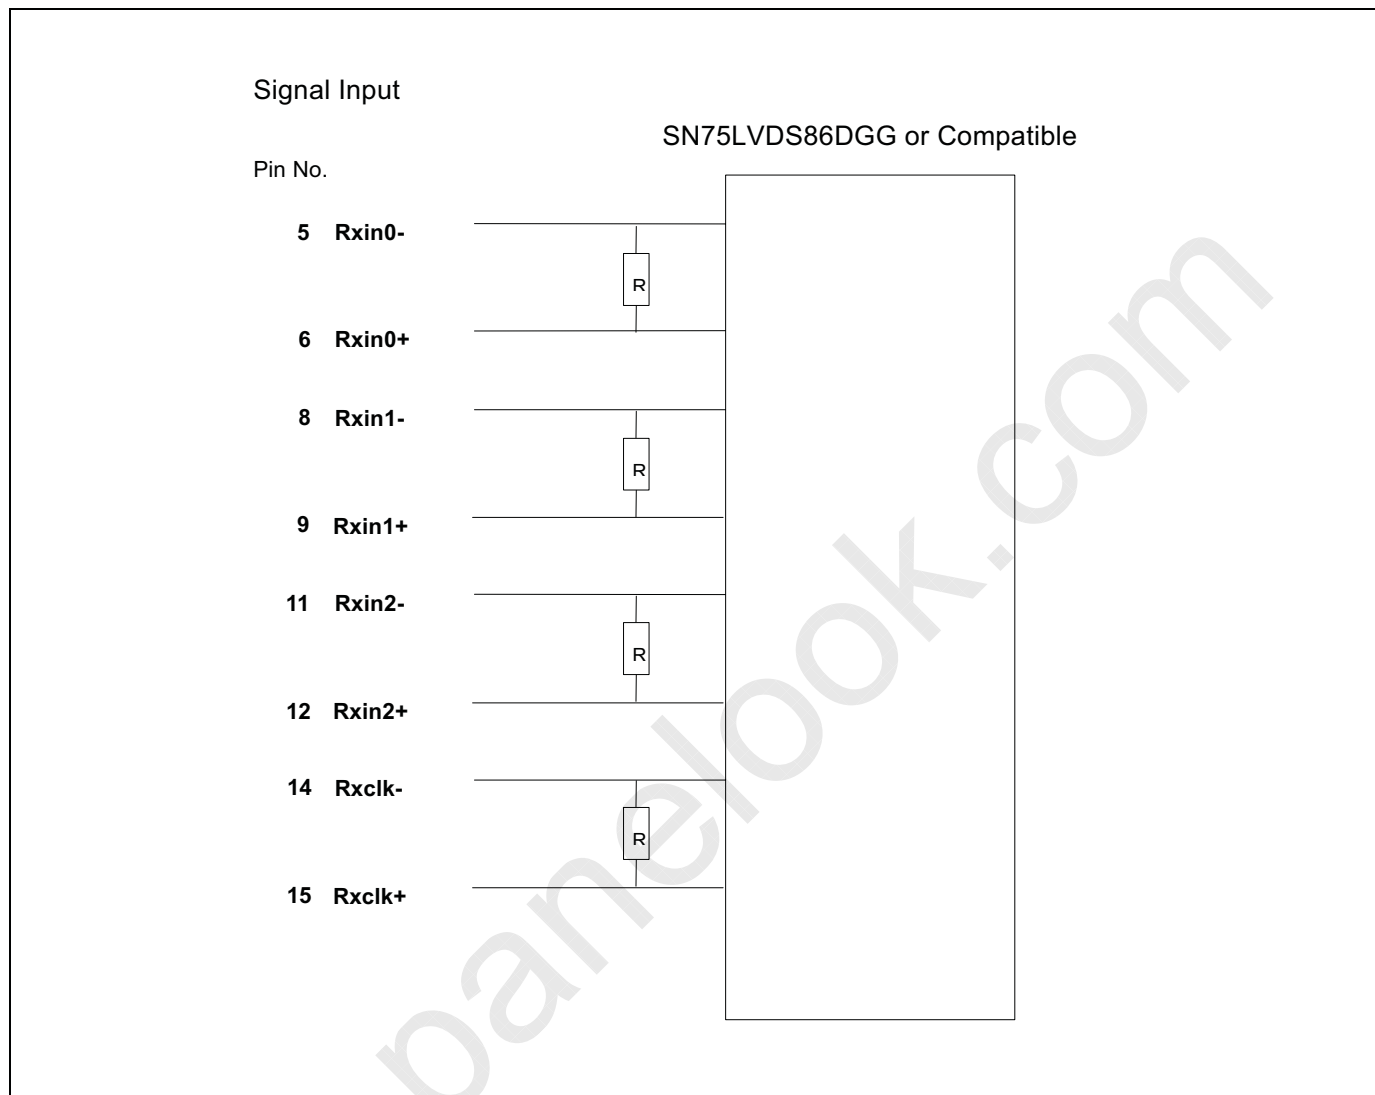 Signal Input
SN75LVDS86DGG or Compatible
Pin No.
5 Rxin0-
R
6 Rxin0+
8 Rxin1-
R
9 Rxin1+
11 Rxin2-
R
12 Rxin2+
14 Rxclk-
R
15 Rxclk+
panelook.com